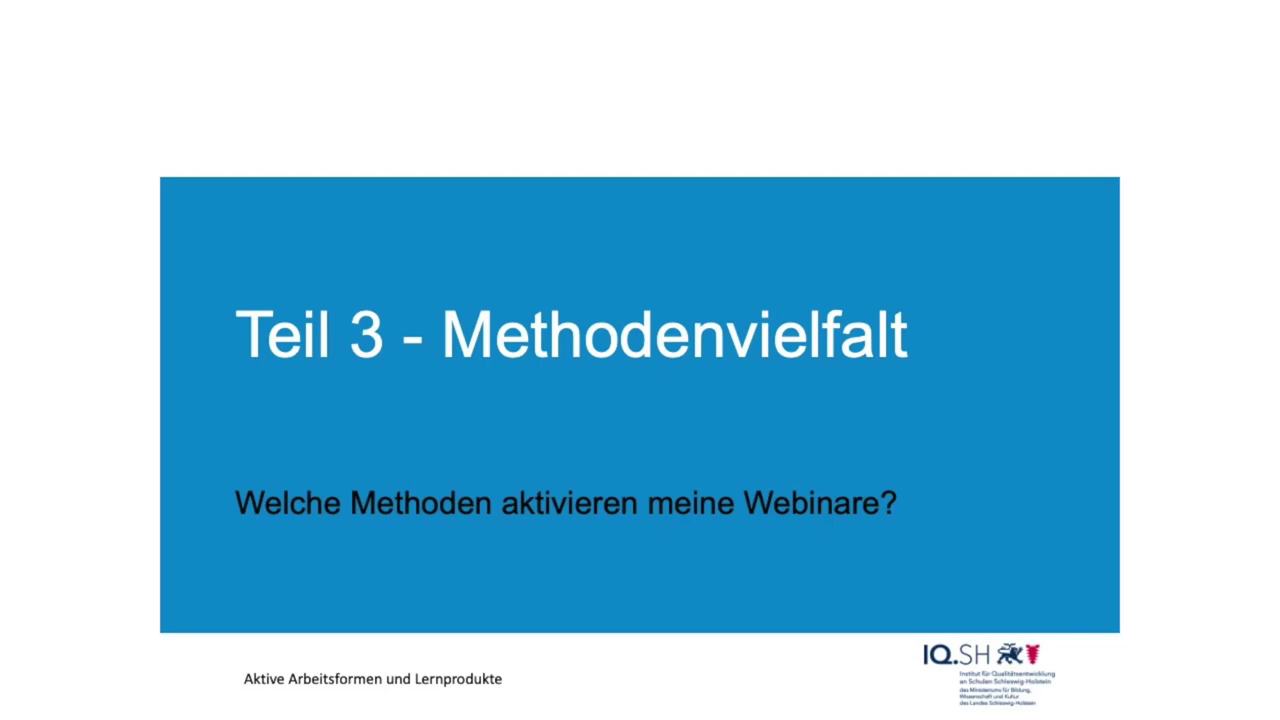 Teil 3 - Methodenvielfalt
Welche Methoden aktivieren meine Webinare?
Aktive Arbeitsformen und Lernprodukte
IQ.SH
Institut für Qualitätsentwicklung
an Schulen Schleswig-Holstein
des Ministeriums für Bildung,
Wissenschaft und Kultur
des Landes Schleswig-Holstein